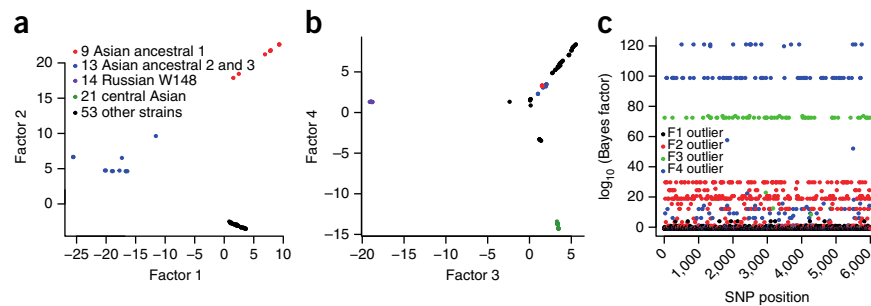 a
Factor 2
20
15
10
5
0
9 Asian ancestral 1
13 Asian ancestral 2 and 3
14 Russian W148
21 central Asian
53 other strains
−25 −20 −15 −10 −5 0 5 10
Factor 1
b
Factor 4
5
0
−5
−10
−15
−20 −15 −10 −5 0 5
Factor 3
c
log10 (Bayes factor)
120
100
80
60
40
20
0
F1 outlier
F2 outlier
F3 outlier
F4 outlier
0 1,000 2,000 3,000 4,000 5,000 6,000
SNP position